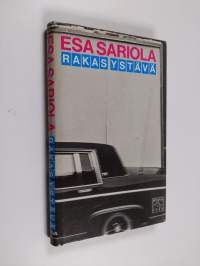 ESA SARIOLA
RAKAS YSTÄVÄ
ESA SARIOLA RAKAS YSTÄVÄ